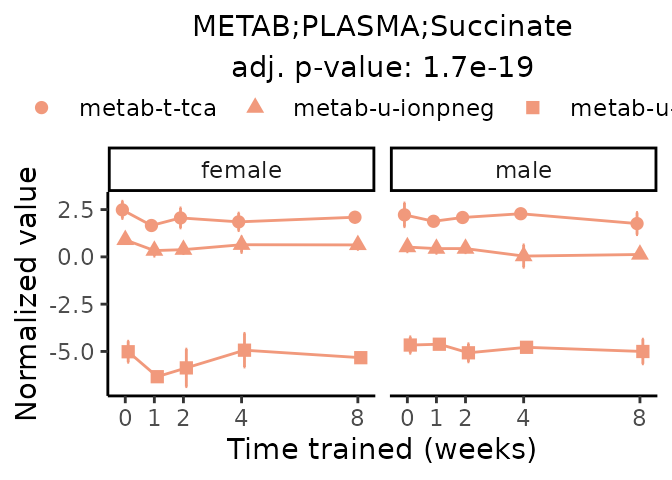 METAB;PLASMA;Succinate
adj. p-value: 1.7e-19
metab-t-tca metab-u-ionpneg metab-u-
female male
Normalized value
2.5
0.0
-2.5
-5.0
0 1 2 4 8 0 1 2 4 8
Time trained (weeks)